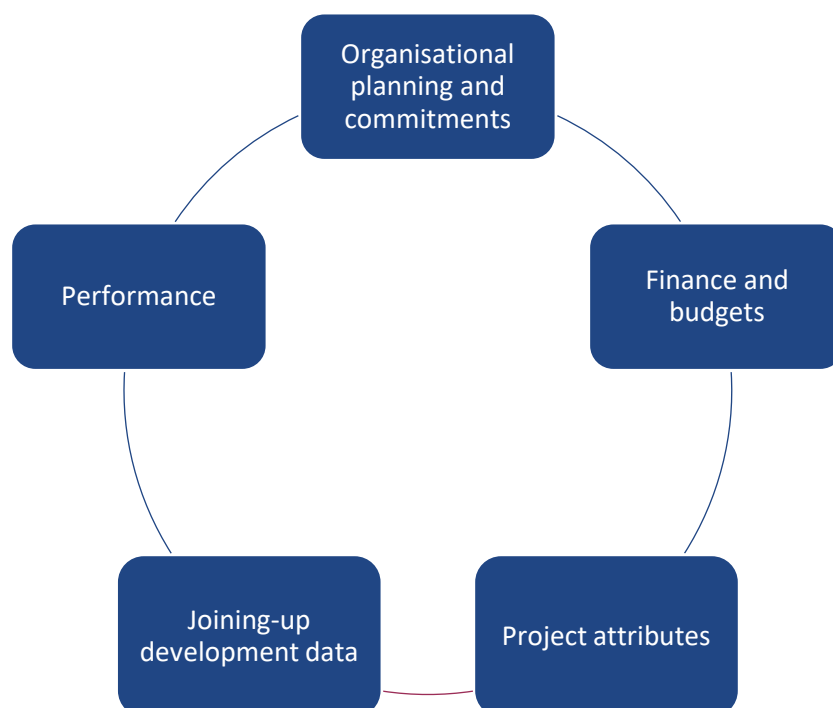 Organisational
planning and
commitments
Performance
Finance and
budgets
Joining-up
development data
Project attributes